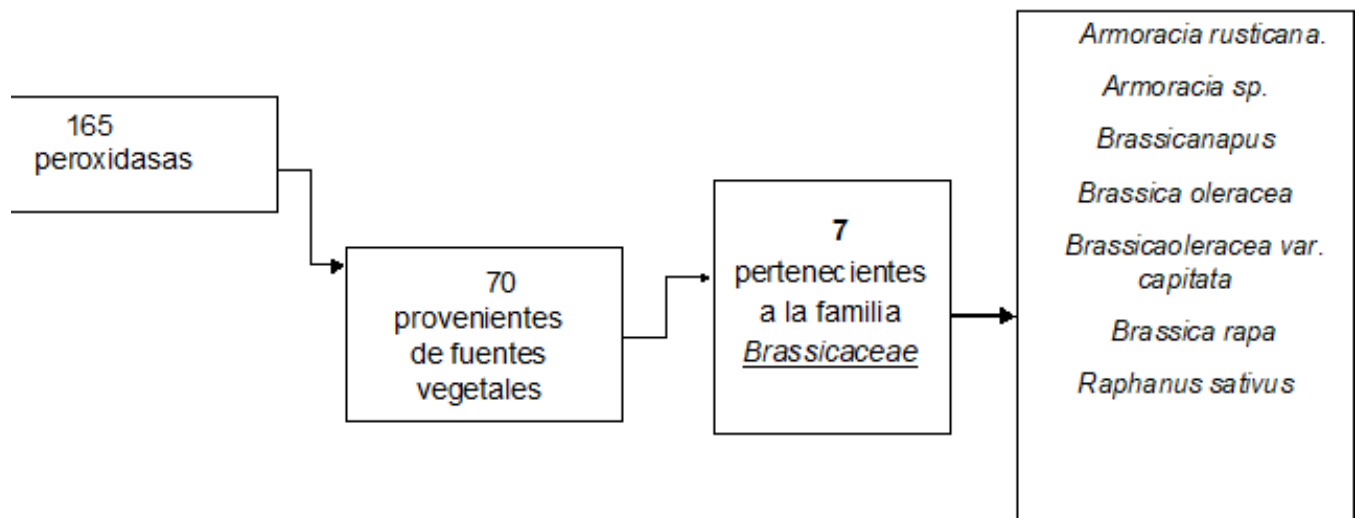 165
peroxidasas
70
provenientes
de fuentes
vegetales
7
pertenecientes
a la familia
Brassicaceae
Armoracia rusticana.
Armoracia sp.
Brassicanapus
Brassica oleracea
Brassicaoleracea var.
capitata
Brassica rapa
Raphanus sativus